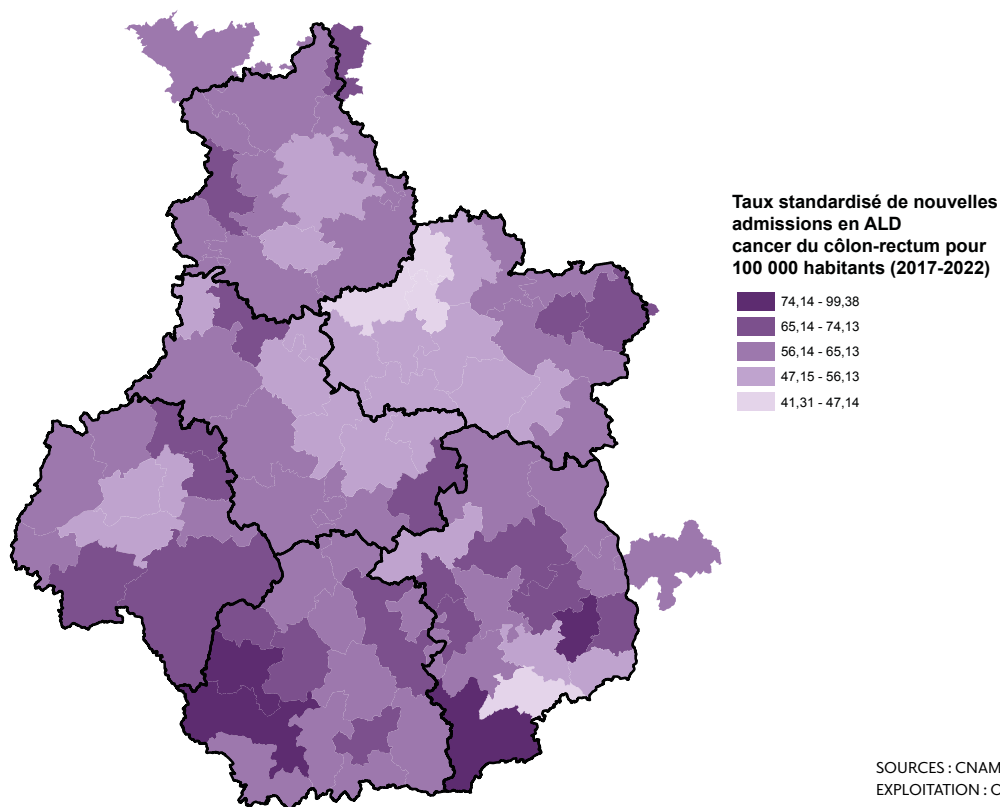 Taux standardisé de nouvelles
admissions en ALD
cancer du côlon-rectum pour
100 000 habitants (2017-2022)
74,14 - 99,38
65,14 - 74,13
56,14 - 65,13
47,15 - 56,13
41,31 - 47,14
SOURCES : CNAM
EXPLOITATION :